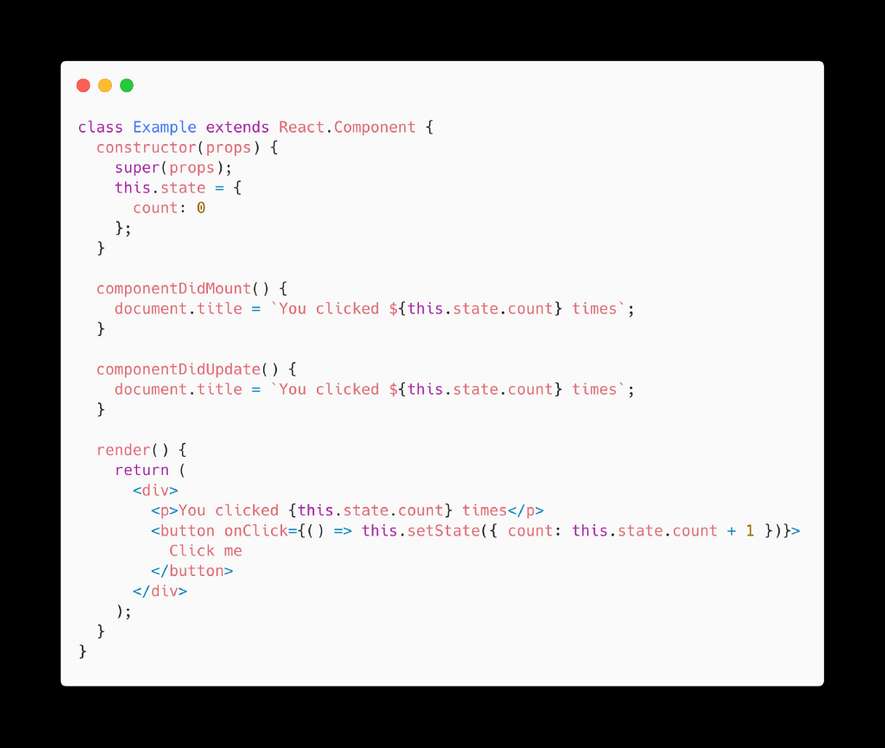 class Example extends React.Component {
  constructor(props) {
    super(props);
    this.state = {
      count: 0
    };
  }

  componentDidMount() {
    document.title = `You clicked ${this.state.count} times`;
  }

  componentDidUpdate() {
    document.title = `You clicked ${this.state.count} times`;
  }

  render() {
    return (
      <div>
        <p>You clicked {this.state.count} times</p>
        <button onClick={() => this.setState({ count: this.state.count + 1 })}>
          Click me
        </button>
      </div>
    );
  }
}